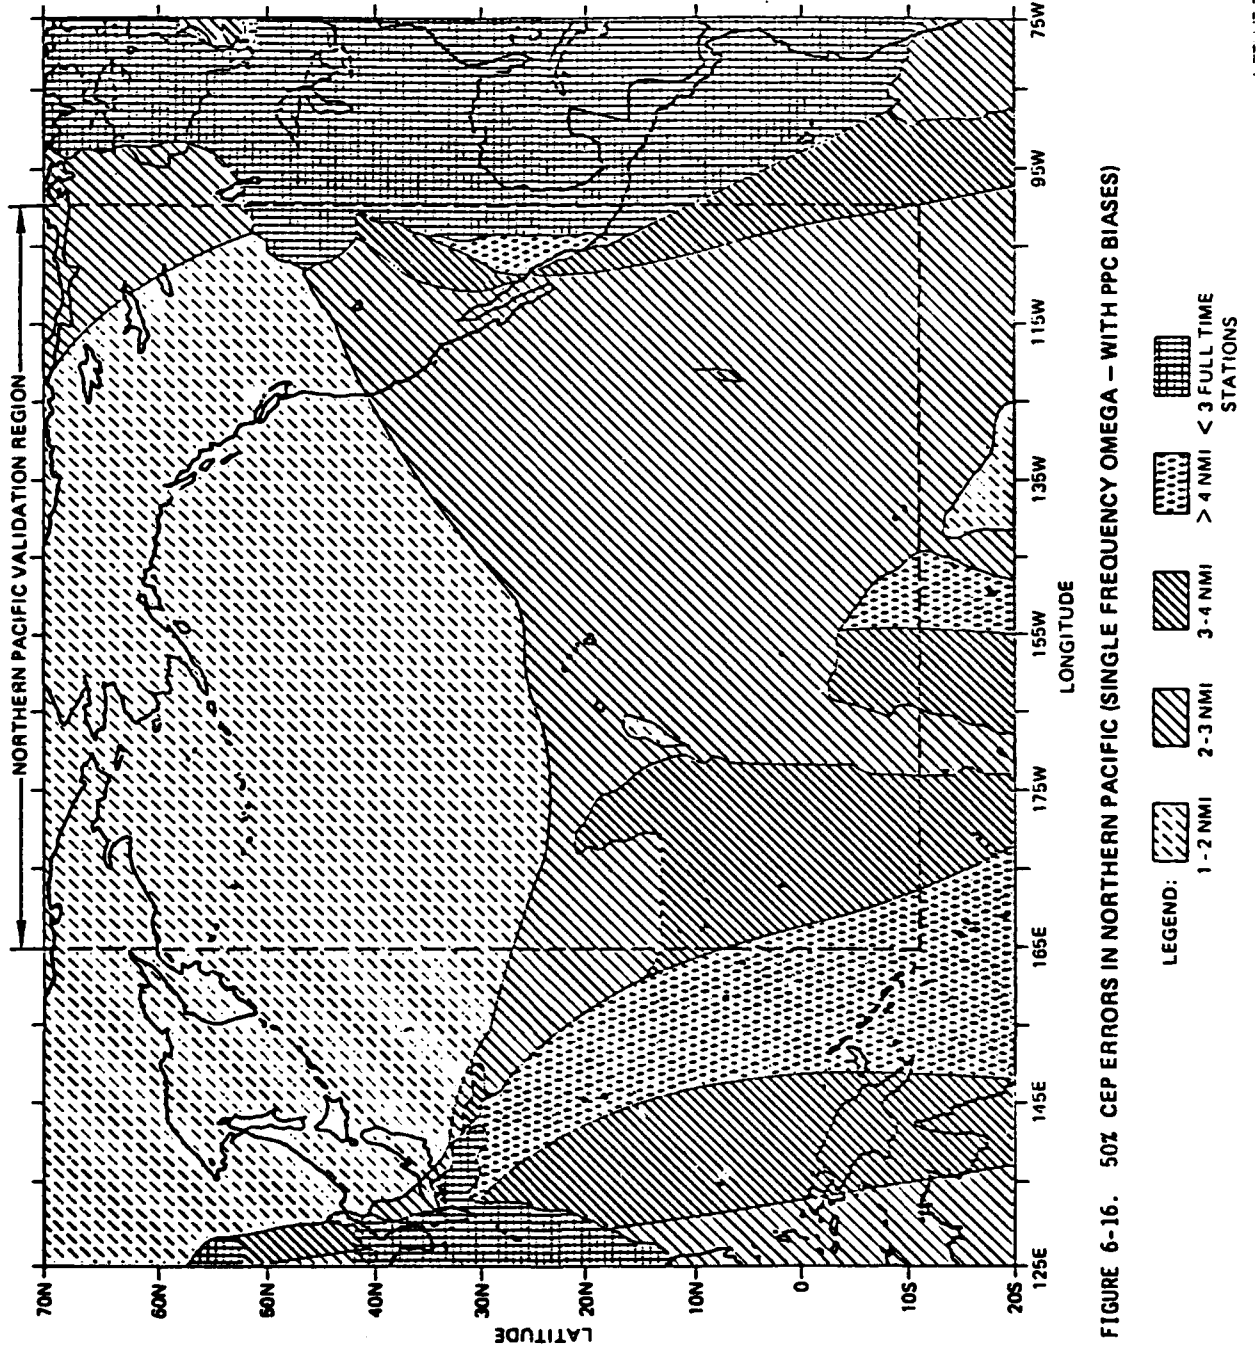 NORTHERN PACIFIC VALIDATION REGION
LATITUDE
70N
60N
50N
40N
30N
20N
10N
0
10S
20S
125E
145E
165E
175W
155W
135W
115W
95W
75W
LONGITUDE
FIGURE 6-16. 50% CEP ERRORS IN NORTHERN PACIFIC (SINGLE FREQUENCY OMEGA – WITH PPC BIASES)
LEGEND:
1-2 NMI
2-3 NMI
3-4 NMI
> 4 NMI
< 3 FULL TIME
STATIONS